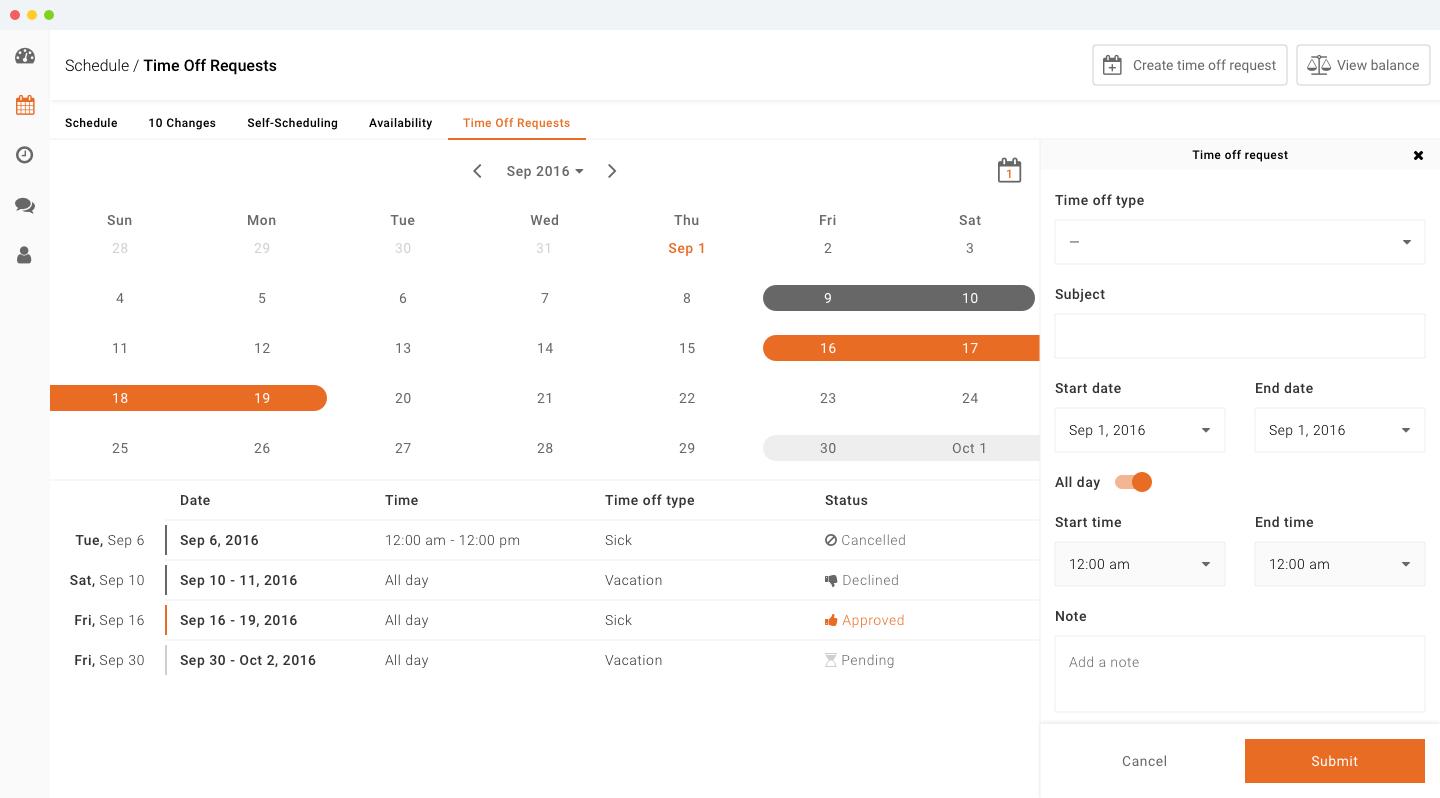 Schedule / Time Off Requests
Create time off request
View balance
Schedule 10 Changes Self-Scheduling Availability Time Off Requests
Sep 2016
1
Sun Mon Tue Wed Thu Fri Sat
28 29 30 31 Sep 1 2 3
4 5 6 7 8 9 10
11 12 13 14 15 16 17
18 19 20 21 22 23 24
25 26 27 28 29 30 Oct 1
Date Time Time off type Status
Tue, Sep 6 Sep 6, 2016 12:00 am - 12:00 pm Sick Cancelled
Sat, Sep 10 Sep 10 - 11, 2016 All day Vacation Declined
Fri, Sep 16 Sep 16 - 19, 2016 All day Sick Approved
Fri, Sep 30 Sep 30 - Oct 2, 2016 All day Vacation Pending
Time off request
Time off type
—
Subject
Start date End date
Sep 1, 2016 Sep 1, 2016
All day
Start time End time
12:00 am 12:00 am
Note
Add a note
Cancel Submit